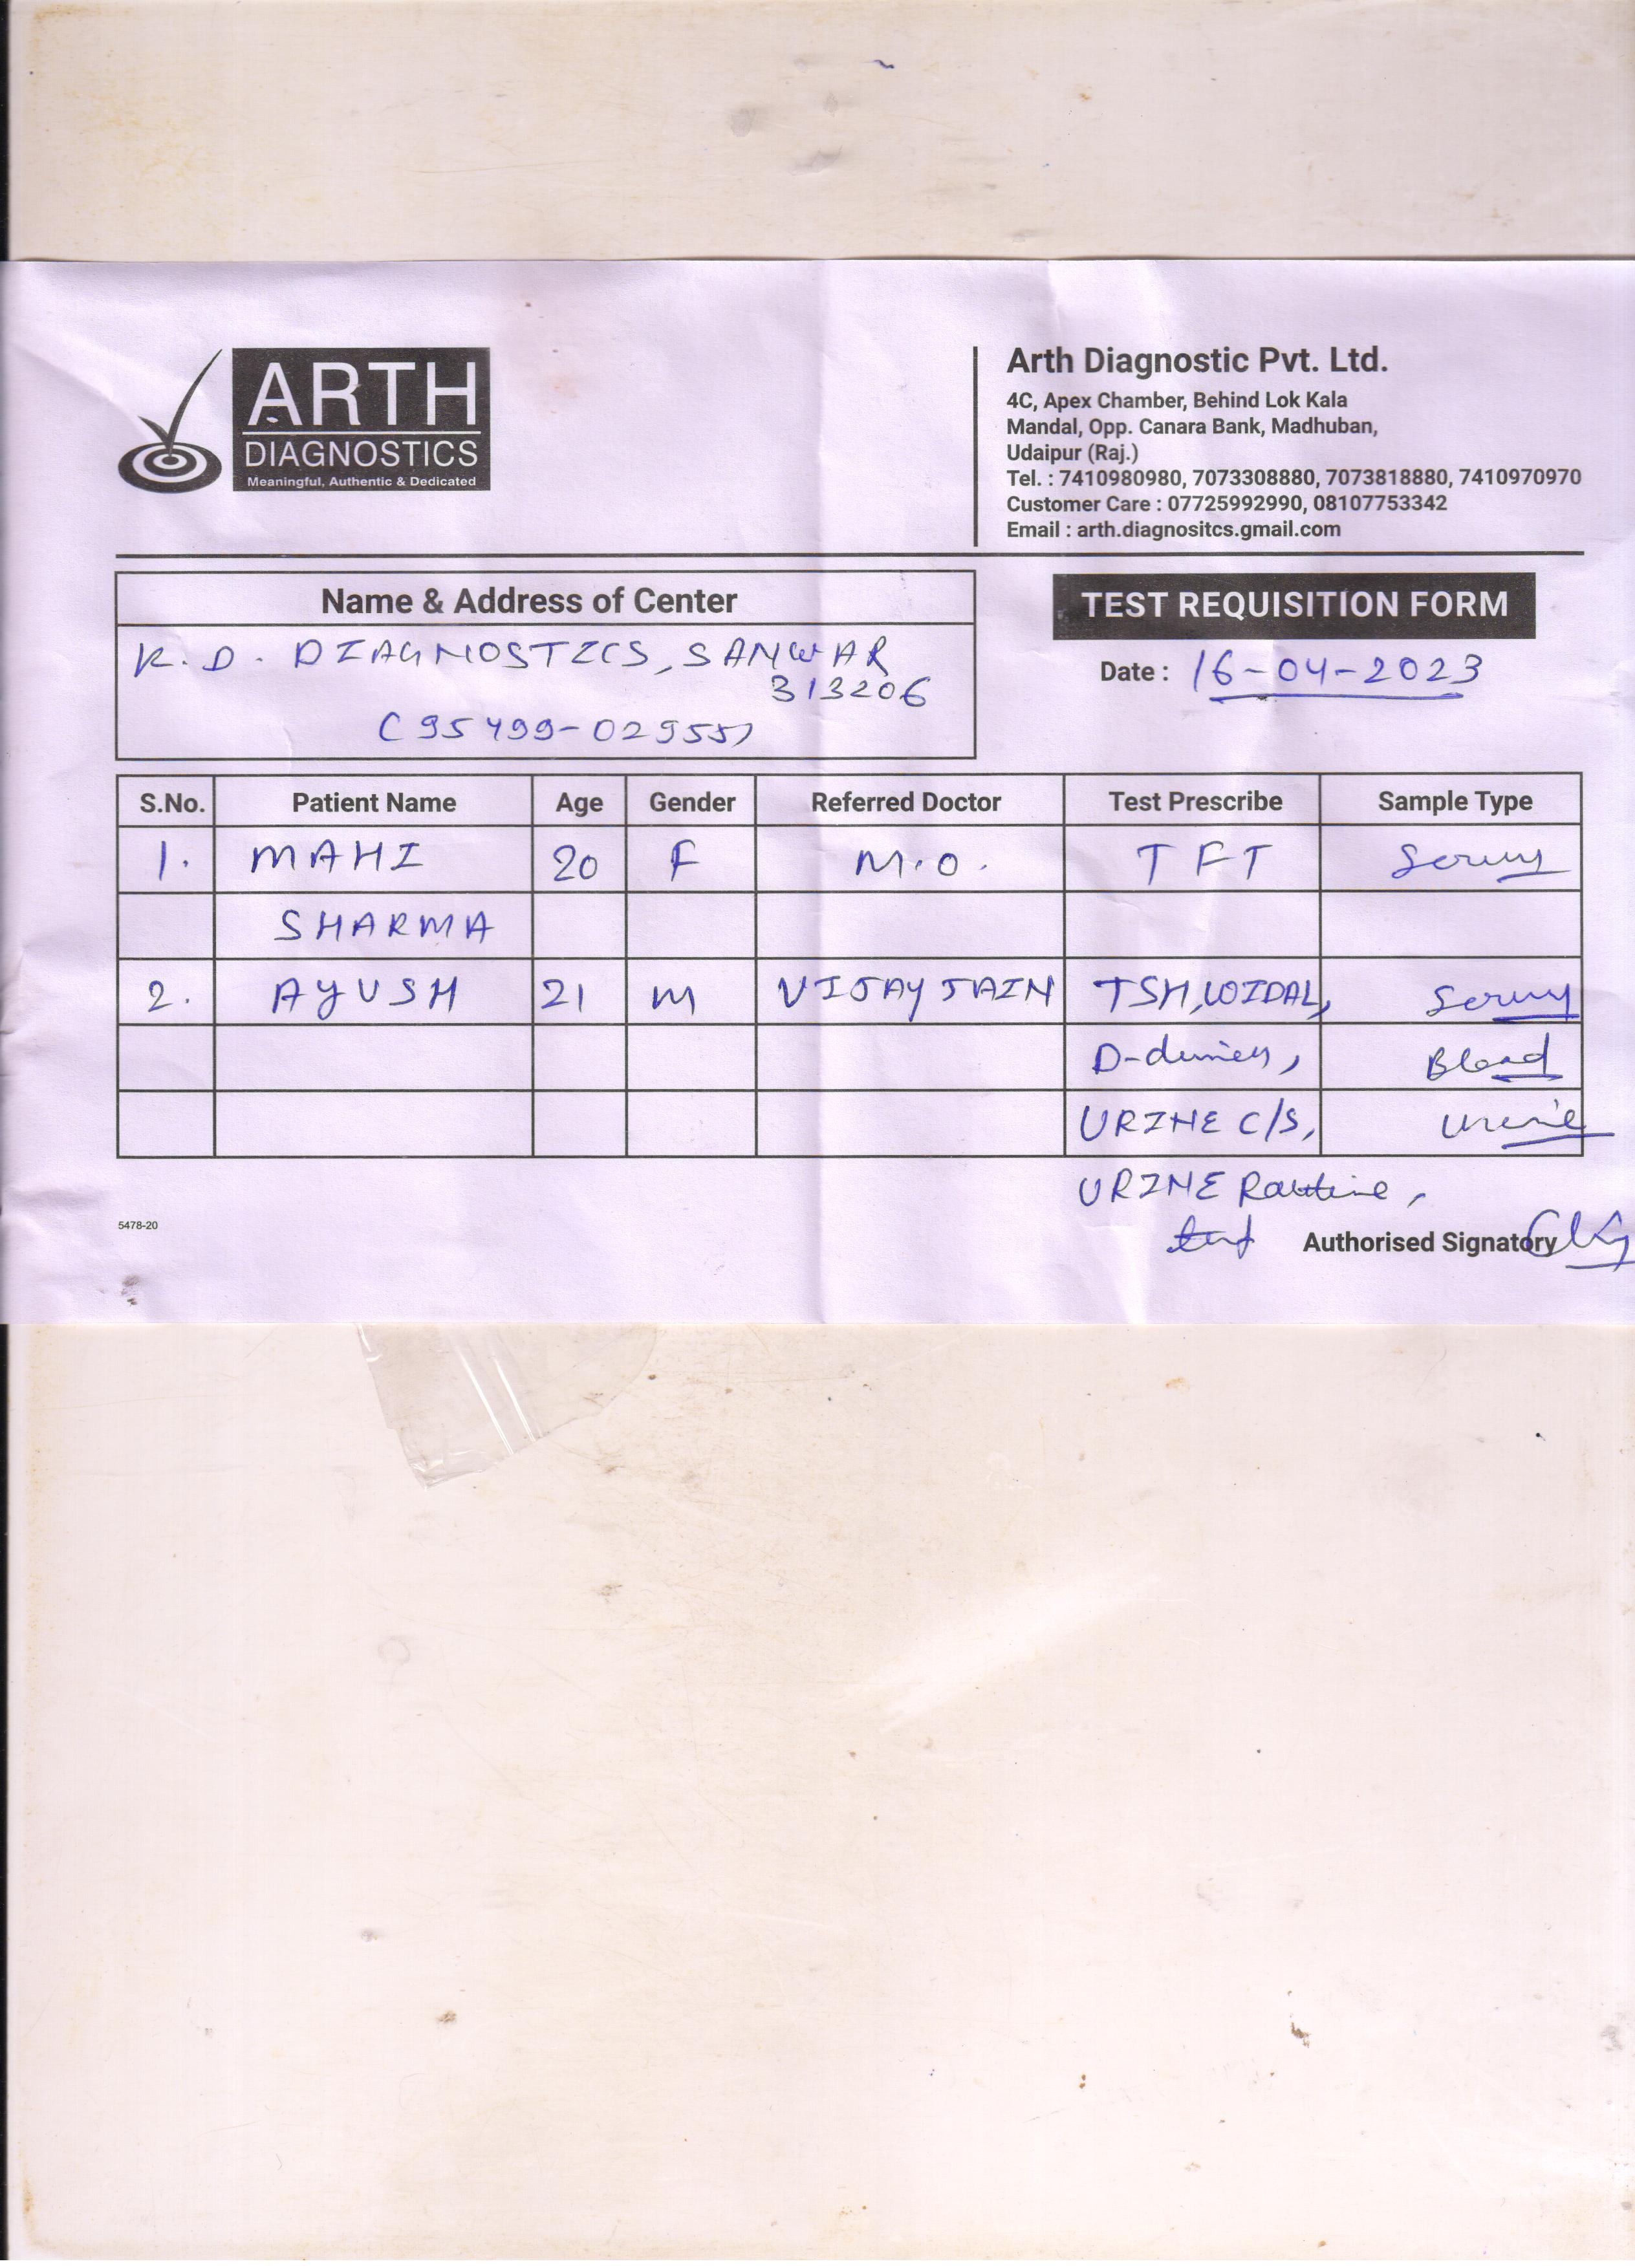 ARTH
DIAGNOSTICS
Meaningful, Authentic & Dedicated
Arth Diagnostic Pvt. Ltd.
4C, Apex Chamber, Behind Lok Kala
Mandal, Opp. Canara Bank, Madhuban,
Udaipur (Raj.)
Tel. : 7410980980, 7073308880, 7073818880, 7410970970
Customer Care : 07725992990, 08107753342
Email : arth.diagnositcs.gmail.com
Name & Address of Center
K.D. DIAGNOSTICS, SANWAR
313206
(95499-02955)
TEST REQUISITION FORM
Date : 16-04-2023
S.No. Patient Name Age Gender Referred Doctor Test Prescribe Sample Type
1. MAHI 20 F M.O. TFT Serum
SHARMA
2. AYUSH 21 M VIJAY JAIN TSH, WIDAL, Serum
D-dimer, Blood
URINE C/S, Urine
URINE Routine,
5478-20
Authorised Signatory